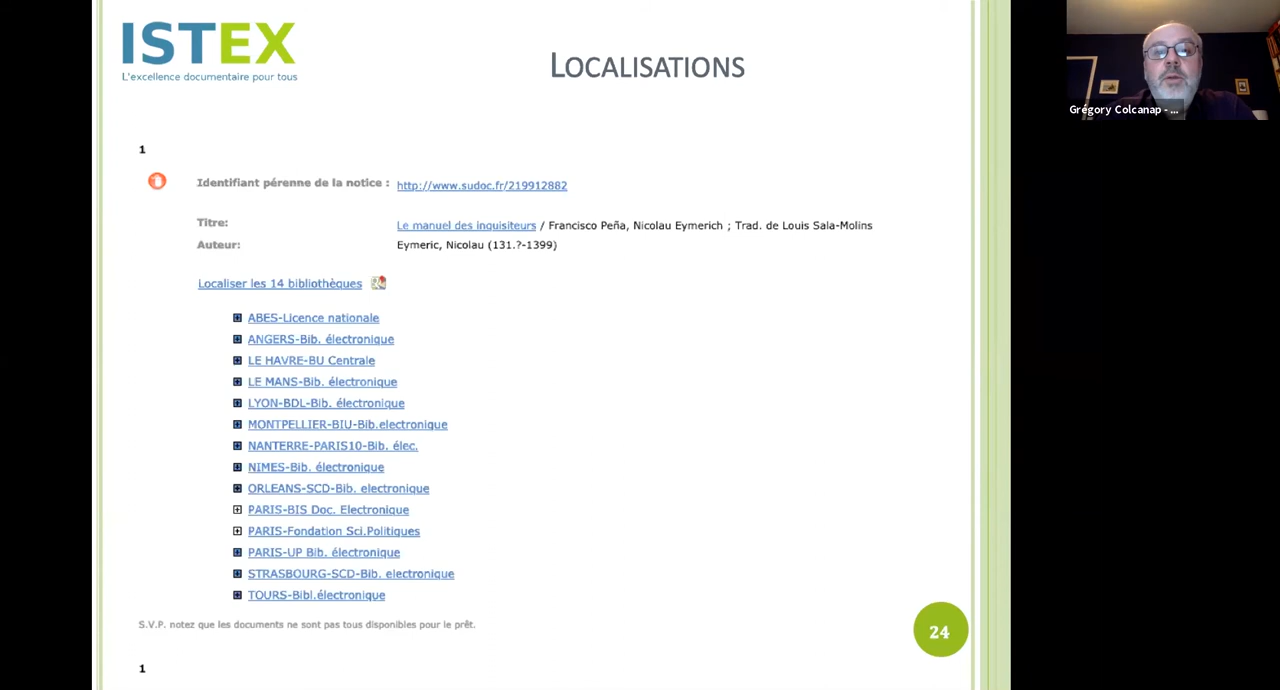 ISTEX
L'excellence documentaire pour tous
LOCALISATIONS
Grégory Colcanap - ...
1
Identifiant pérenne de la notice : http://www.sudoc.fr/219912882
Titre: Le manuel des inquisiteurs / Francisco Peña, Nicolau Eymerich ; Trad. de Louis Sala-Molins
Auteur: Eymeric, Nicolau (131.?-1399)
Localiser les 14 bibliothèques
ABES-Licence nationale
ANGERS-Bib. électronique
LE HAVRE-BU Centrale
LE MANS-Bib. électronique
LYON-BDL-Bib. électronique
MONTPELLIER-BIU-Bib.electronique
NANTERRE-PARIS10-Bib. élec.
NIMES-Bib. électronique
ORLEANS-SCD-Bib. electronique
PARIS-BIS Doc. Electronique
PARIS-Fondation Sci.Politiques
PARIS-UP Bib. électronique
STRASBOURG-SCD-Bib. electronique
TOURS-Bibl.électronique
S.V.P. notez que les documents ne sont pas tous disponibles pour le prêt.
24
1